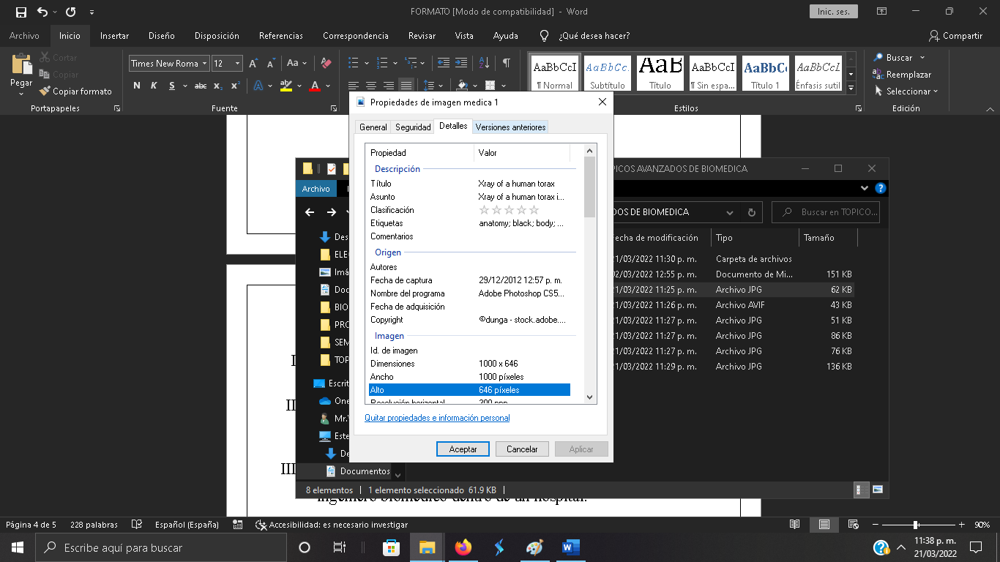 FORMATO [Modo de compatibilidad] - Word
Inic. ses.
Archivo Inicio Insertar Diseño Disposición Referencias Correspondencia Revisar Vista Ayuda ¿Qué desea hacer? Compartir
Pegar
Cortar
Copiar
Copiar formato
Portapapeles
Times New Roma 12
Aa
N K S abc x₂ x²
Fuente
AaBbCcI AaBbCc. AaB AaBbCcI AaBbCc AaBbCcL
¶ Normal Subtítulo Título ¶ Sin espa... Título 1 Énfasis sutil
Estilos
Buscar
Reemplazar
Seleccionar
Edición
Propiedades de imagen medica 1
General Seguridad Detalles Versiones anteriores
Propiedad Valor
Descripción
Título Xray of a human torax
Asunto Xray of a human torax i...
Clasificación
Etiquetas anatomy; black; body; ...
Comentarios
Origen
Autores
Fecha de captura 29/12/2012 12:57 p. m.
Nombre del programa Adobe Photoshop CS5...
Fecha de adquisición
Copyright ©dunga - stock.adobe....
Imagen
Id. de imagen
Dimensiones 1000 x 646
Ancho 1000 píxeles
Alto 646 píxeles
Resolución horizontal 300 ppp
Quitar propiedades e información personal
Aceptar Cancelar Aplicar
PICOS AVANZADOS DE BIOMEDICA
Archivo
DOS DE BIOMEDICA
Buscar en TOPICO...
Fecha de modificación Tipo Tamaño
21/03/2022 11:30 p. m. Carpeta de archivos
02/03/2022 12:55 p. m. Documento de Mi... 151 KB
21/03/2022 11:25 p. m. Archivo JPG 62 KB
21/03/2022 11:26 p. m. Archivo AVIF 43 KB
21/03/2022 11:27 p. m. Archivo JPG 51 KB
21/03/2022 11:27 p. m. Archivo JPG 86 KB
21/03/2022 11:27 p. m. Archivo JPG 76 KB
21/03/2022 11:29 p. m. Archivo JPG 136 KB
Des
ELE
Imá
Doc
BIO
PRO
SEM
TOP
Escrit
One
Mr.
Este
De
Documentos
8 elementos 1 elemento seleccionado 61.9 KB
I
II
III
ingeniero biomédico dentro de un hospital.
Página 4 de 5 228 palabras Español (España) Accesibilidad: es necesario investigar 90%
Escribe aquí para buscar
11:38 p. m.
21/03/2022